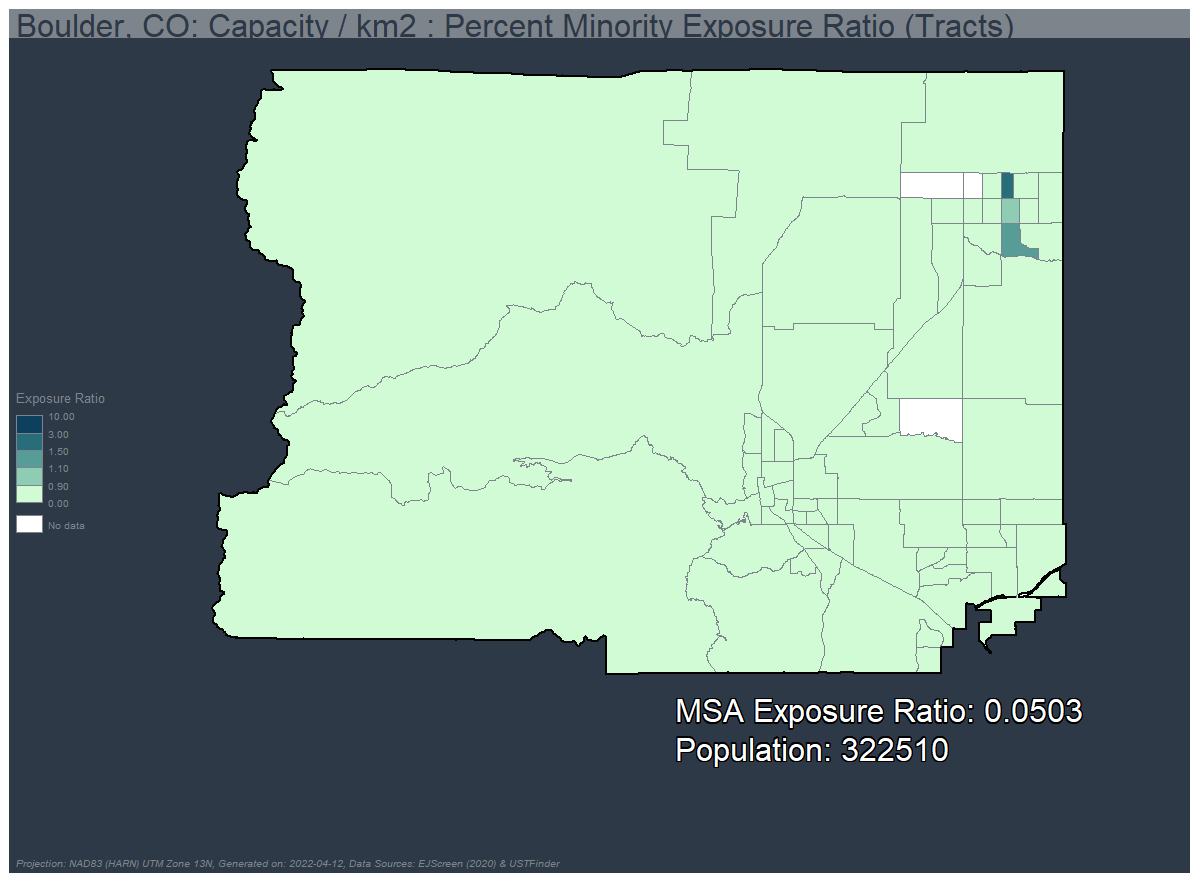 Boulder, CO: Capacity / km2 : Percent Minority Exposure Ratio (Tracts)
Exposure Ratio
10.00
3.00
1.50
1.10
0.90
0.00
No data
MSA Exposure Ratio: 0.0503
Population: 322510
Projection: NAD83 (HARN) UTM Zone 13N, Generated on: 2022-04-12, Data Sources: EJScreen (2020) & USTFinder